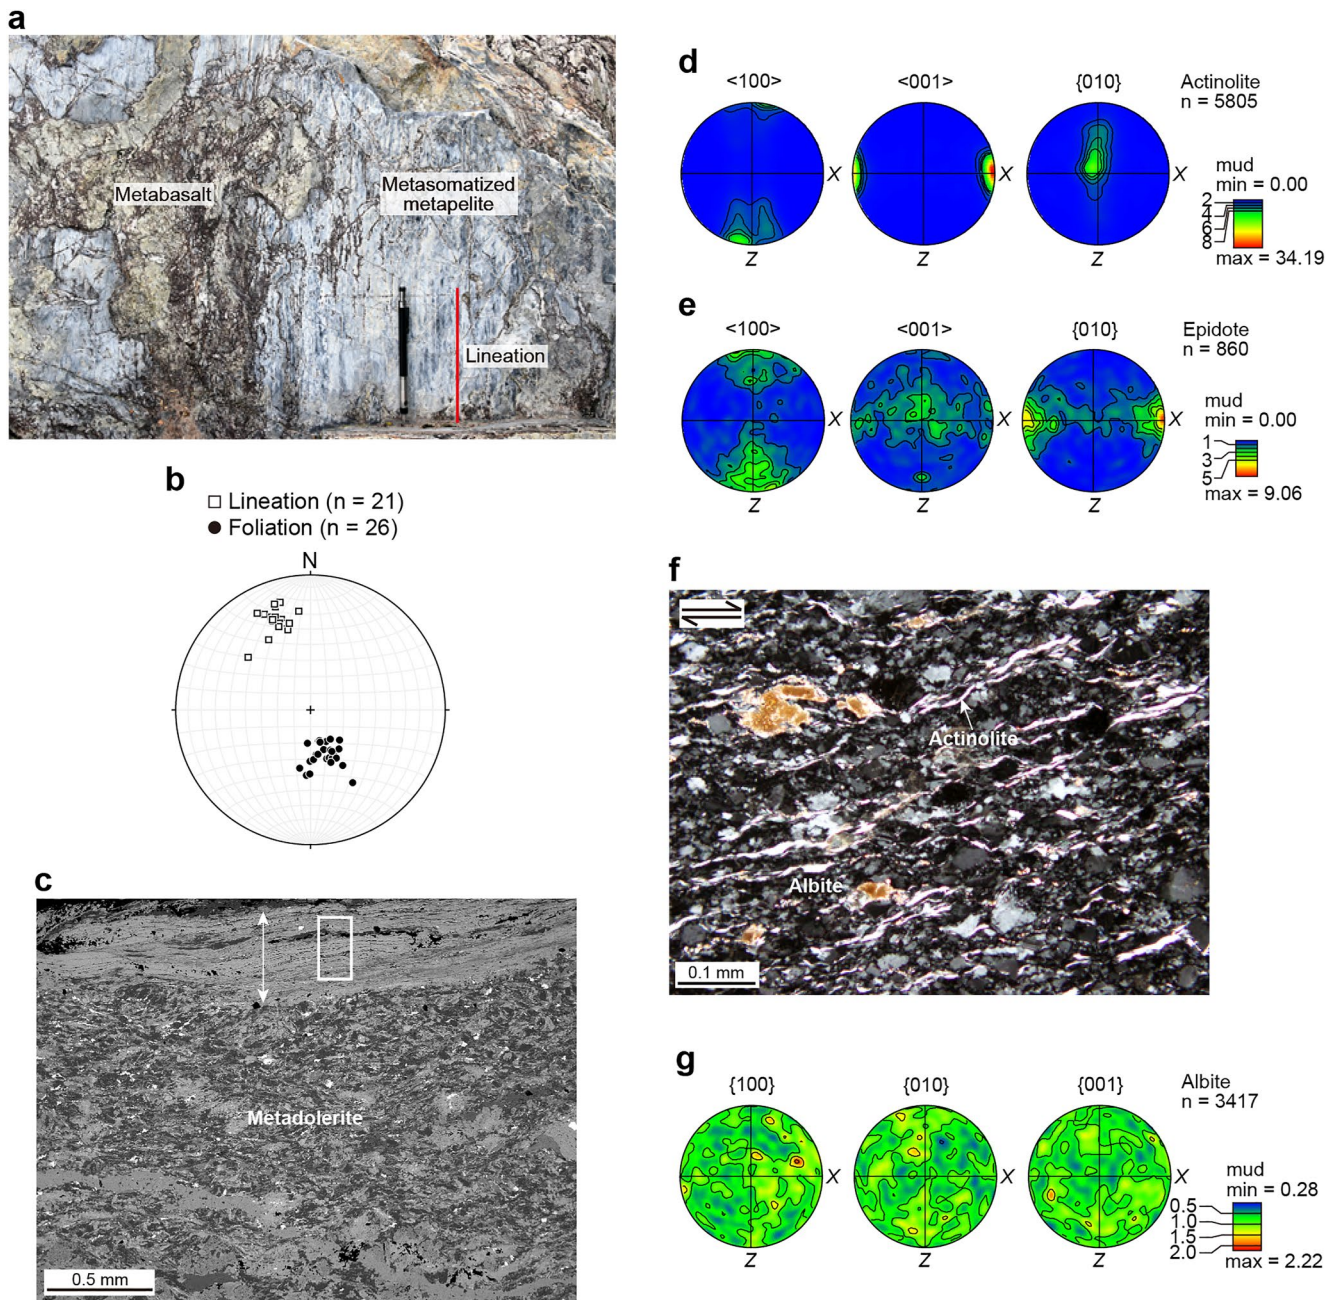 a
Metabasalt
Metasomatized
metapelite
Lineation
b
Lineation (n = 21)
Foliation (n = 26)
N
c
Metadolerite
0.5 mm
d
<100>
<001>
{010}
Actinolite
n = 5805
X
X
Z
Z
Z
mud
min = 0.00
2
4
6
8
max = 34.19
e
<100>
<001>
{010}
Epidote
n = 860
X
X
Z
Z
Z
mud
min = 0.00
1
3
5
max = 9.06
f
Actinolite
Albite
0.1 mm
g
{100}
{010}
{001}
Albite
n = 3417
X
X
Z
Z
Z
mud
min = 0.28
0.5
1.0
1.5
2.0
max = 2.22